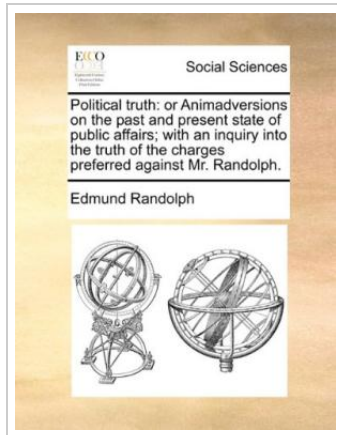 ECCO
Social Sciences
Political truth: or Animadversions
on the past and present state of
public affairs; with an inquiry into
the truth of the charges
preferred against Mr. Randolph.
Edmund Randolph